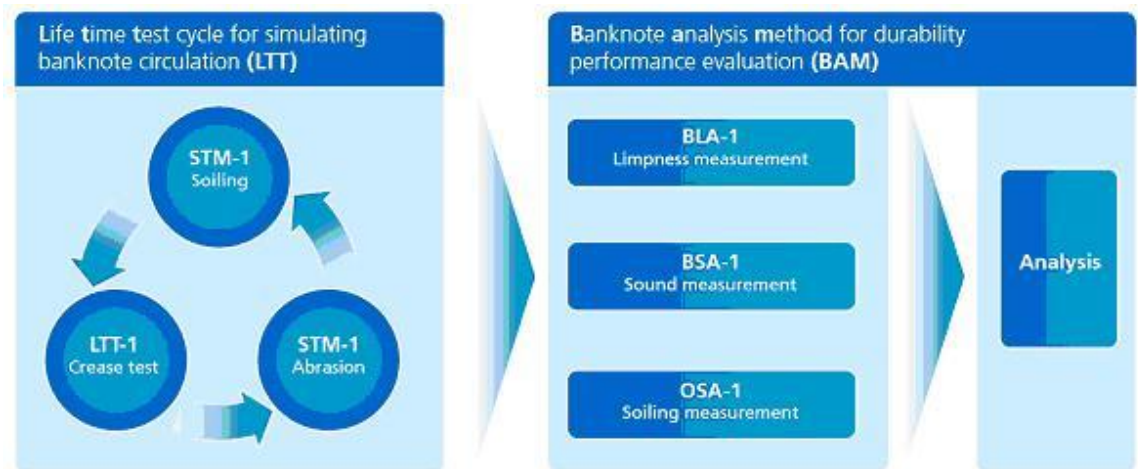 Life time test cycle for simulating
banknote circulation (LTT)
STM-1
Soiling
LTT-1
Crease test
STM-1
Abrasion
Banknote analysis method for durability
performance evaluation (BAM)
BLA-1
Limpness measurement
BSA-1
Sound measurement
OSA-1
Soiling measurement
Analysis